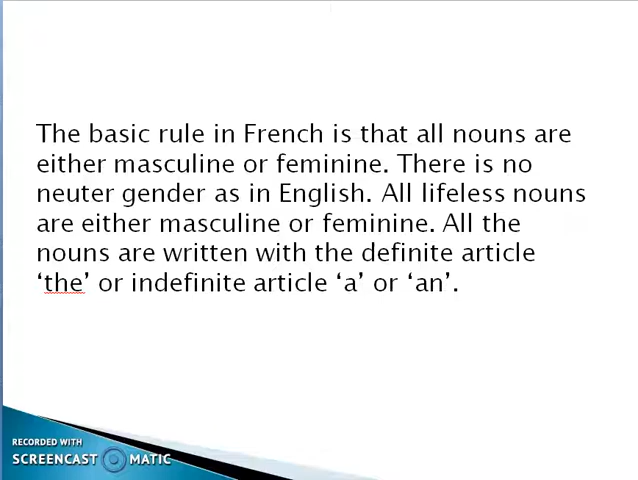 The basic rule in French is that all nouns are
either masculine or feminine. There is no
neuter gender as in English. All lifeless nouns
are either masculine or feminine. All the
nouns are written with the definite article
‘the’ or indefinite article ‘a’ or ‘an’.
RECORDED WITH
SCREENCAST MATIC